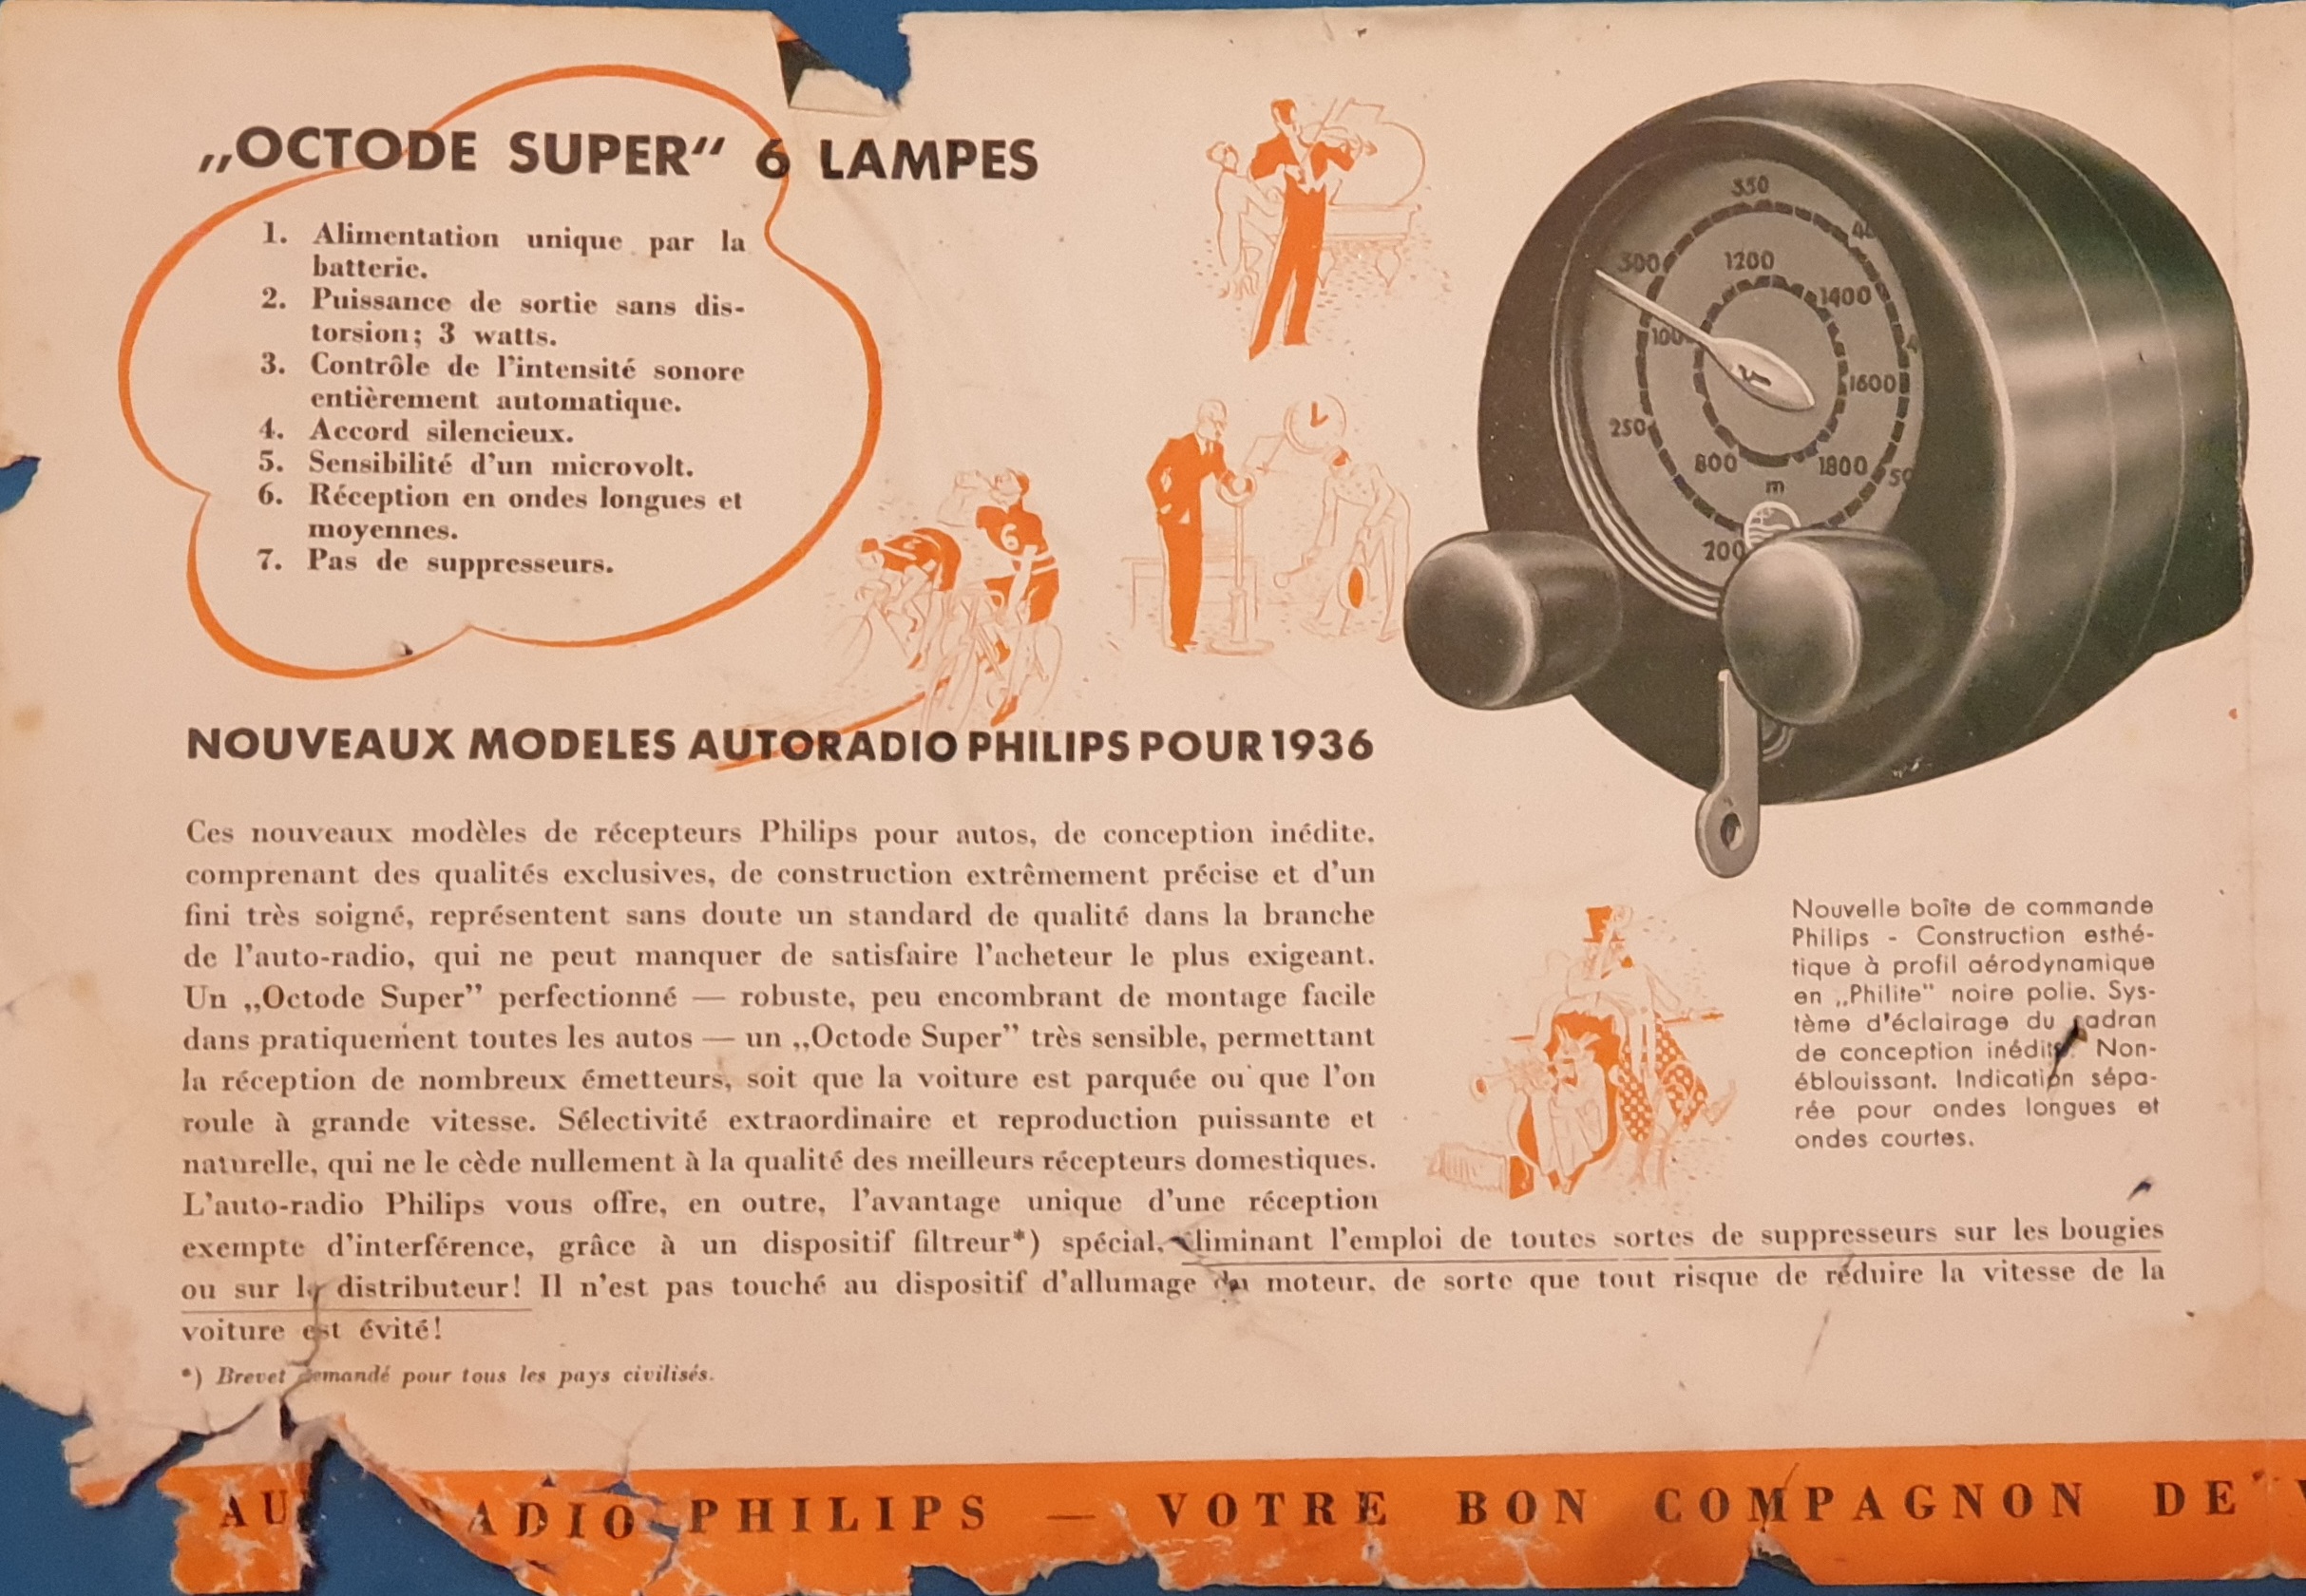 „OCTODE SUPER“ 6 LAMPES
1. Alimentation unique par la
batterie.
2. Puissance de sortie sans dis-
torsion; 3 watts.
3. Contrôle de l'intensité sonore
entièrement automatique.
4. Accord silencieux.
5. Sensibilité d'un microvolt.
6. Réception en ondes longues et
moyennes.
7. Pas de suppresseurs.
6
350
300
1200
1400
100
1600
250
800
1800
m
200
NOUVEAUX MODELES AUTORADIO PHILIPS POUR 1936
Ces nouveaux modèles de récepteurs Philips pour autos, de conception inédite,
comprenant des qualités exclusives, de construction extrêmement précise et d'un
fini très soigné, représentent sans doute un standard de qualité dans la branche
de l'auto-radio, qui ne peut manquer de satisfaire l'acheteur le plus exigeant.
Un „Octode Super” perfectionné — robuste, peu encombrant de montage facile
dans pratiquement toutes les autos — un „Octode Super” très sensible, permettant
la réception de nombreux émetteurs, soit que la voiture est parquée ou que l'on
roule à grande vitesse. Sélectivité extraordinaire et reproduction puissante et
naturelle, qui ne le cède nullement à la qualité des meilleurs récepteurs domestiques.
L'auto-radio Philips vous offre, en outre, l'avantage unique d'une réception
exempte d'interférence, grâce à un dispositif filtreur*) spécial, éliminant l'emploi de toutes sortes de suppresseurs sur les bougies
ou sur le distributeur! Il n'est pas touché au dispositif d'allumage du moteur, de sorte que tout risque de réduire la vitesse de la
voiture est évité!
*) Brevet demandé pour tous les pays civilisés.
Nouvelle boîte de commande
Philips - Construction esthé-
tique à profil aérodynamique
en „Philite” noire polie. Sys-
tème d'éclairage du cadran
de conception inédite. Non-
éblouissant. Indication sépa-
rée pour ondes longues et
ondes courtes.
AU ADIO PHILIPS — VOTRE BON COMPAGNON DE